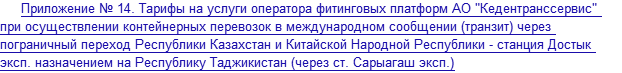 Приложение № 14. Тарифы на услуги оператора фитинговых платформ АО "Кедентранссервис"
при осуществлении контейнерных перевозок в международном сообщении (транзит) через
пограничный переход Республики Казахстан и Китайской Народной Республики - станция Достык
эксп. назначением на Республику Таджикистан (через ст. Сарыагаш эксп.)